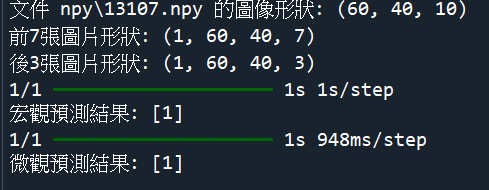 文件 npy\13107.npy 的圖像形狀: (60, 40, 10)
前7張圖片形狀: (1, 60, 40, 7)
後3張圖片形狀: (1, 60, 40, 3)
1/1 ━━━━━━━━━━━━━━━━━━━━ 1s 1s/step
宏觀預測結果: [1]
1/1 ━━━━━━━━━━━━━━━━━━━━ 1s 948ms/step
微觀預測結果: [1]